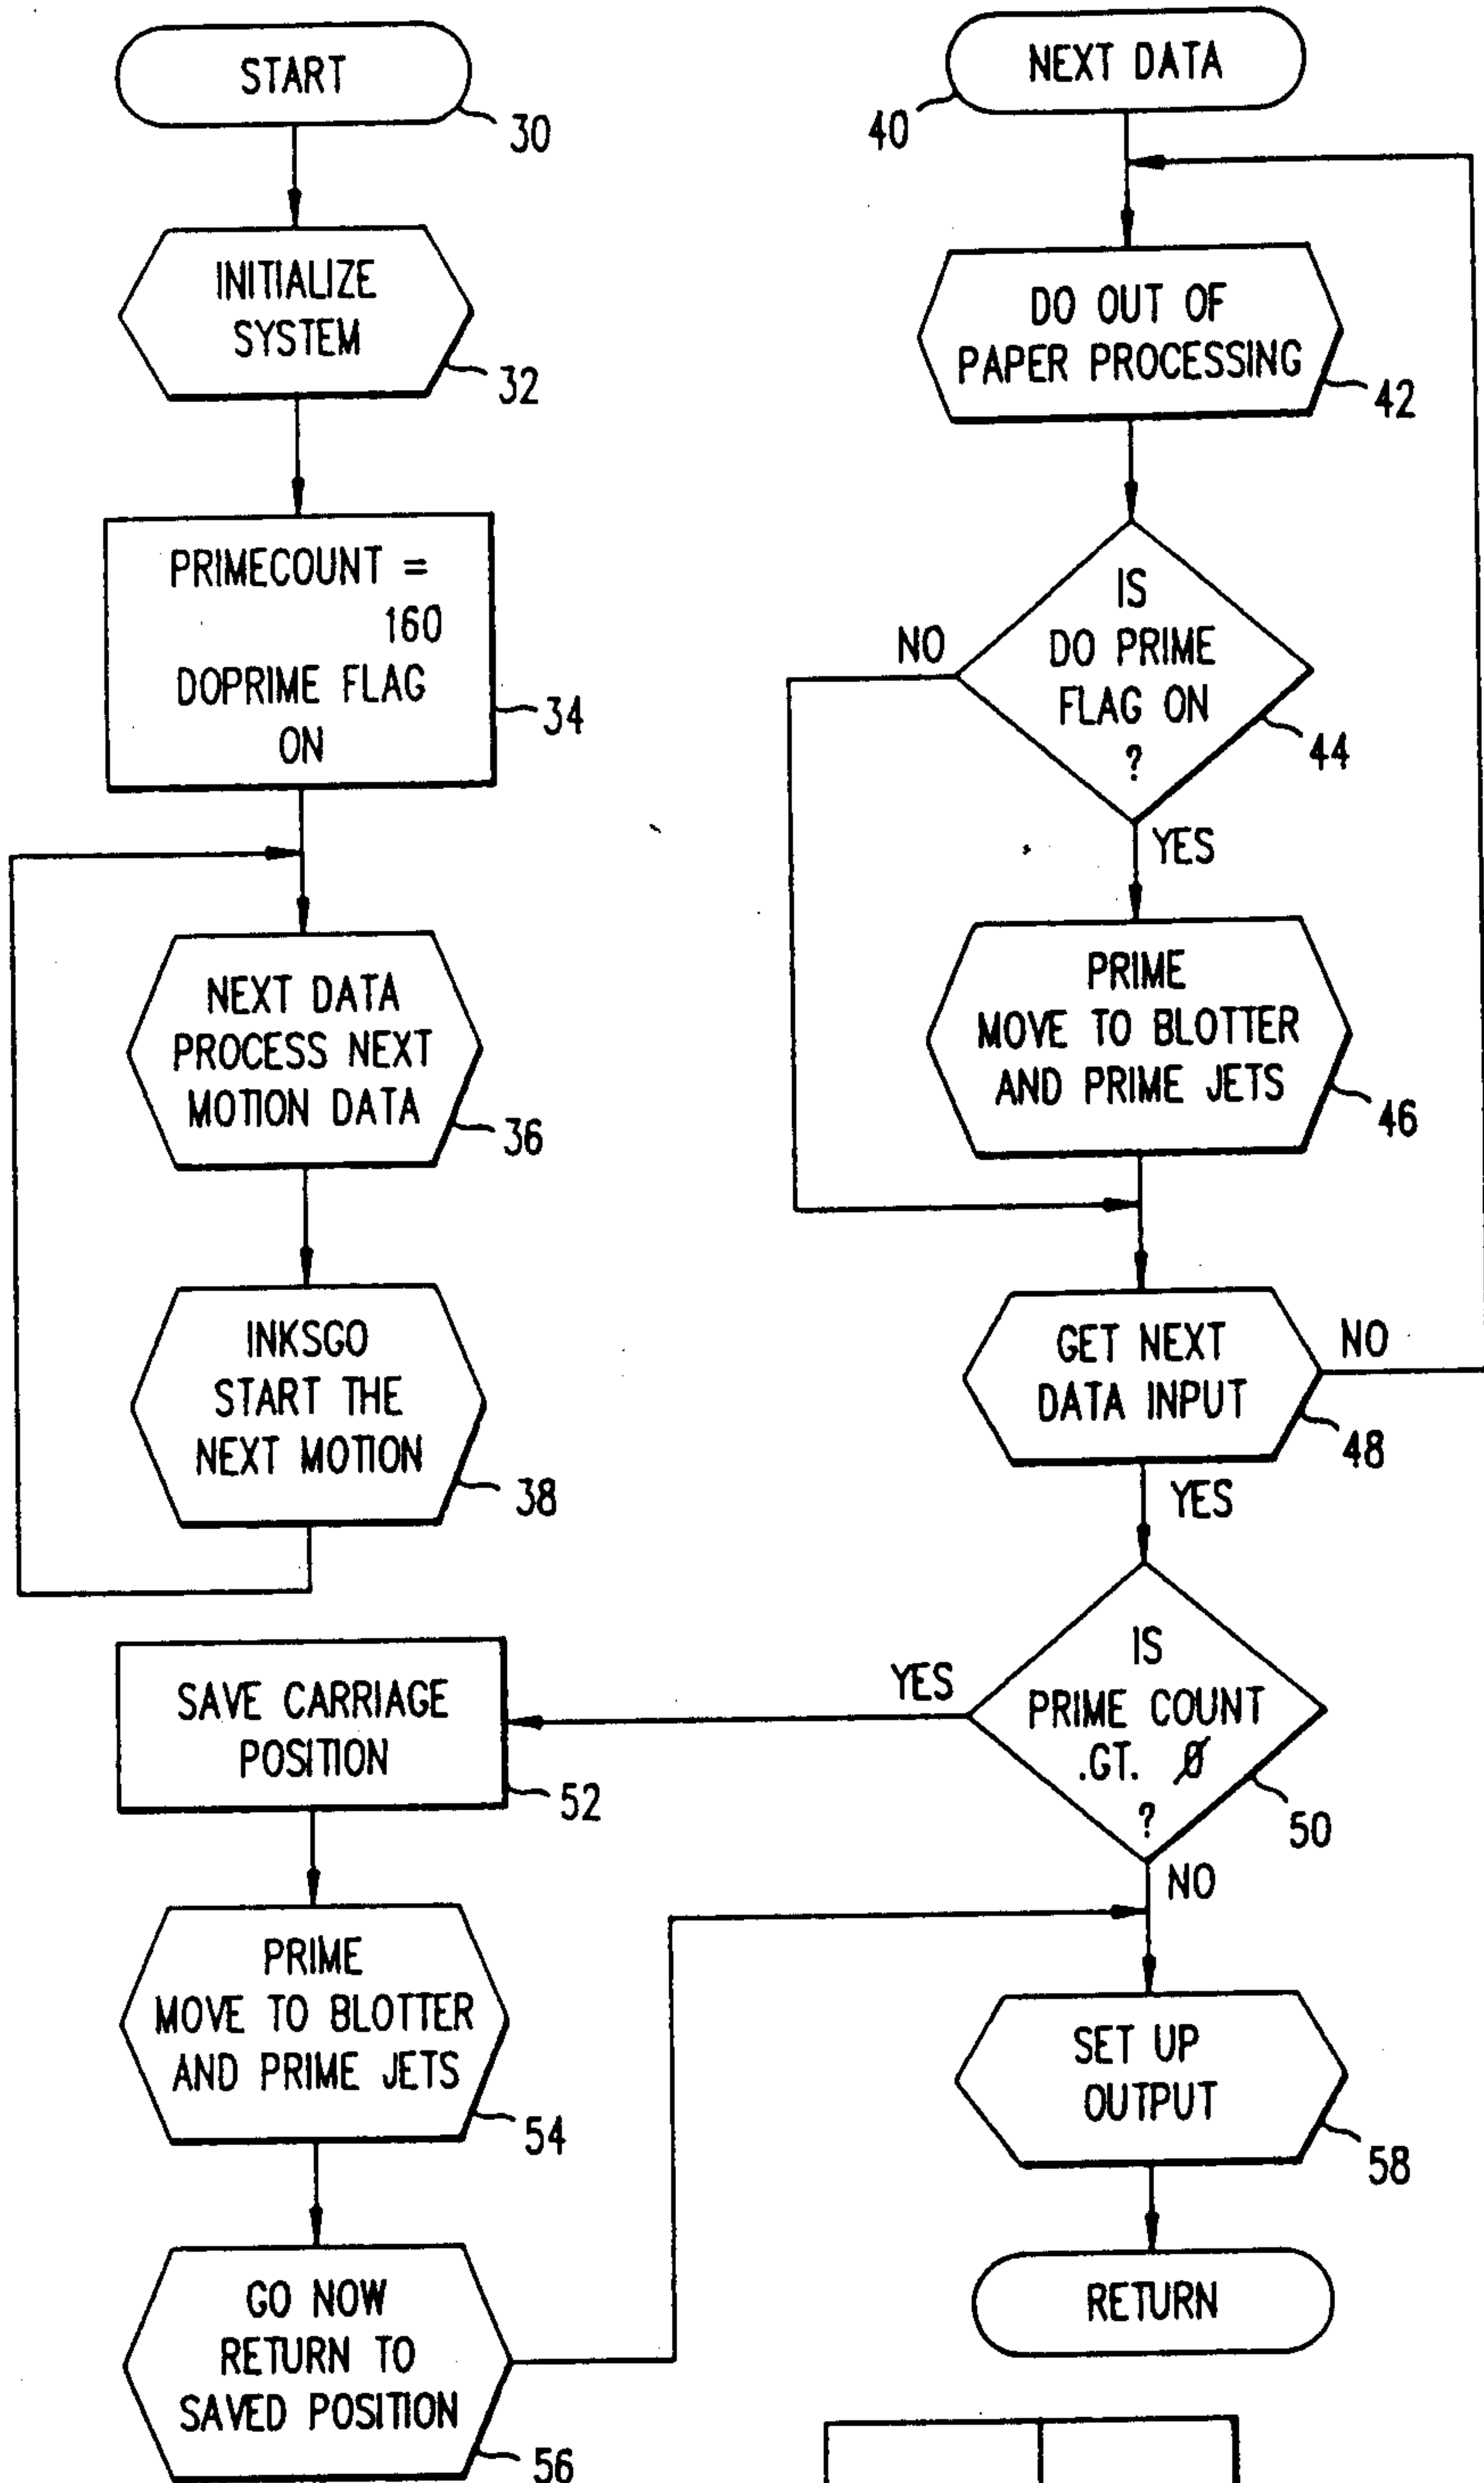 START
30
INITIALIZE
SYSTEM
32
PRIMECOUNT =
160
DOPRIME FLAG
ON
34
NEXT DATA
PROCESS NEXT
MOTION DATA
36
INKSGO
START THE
NEXT MOTION
38
NEXT DATA
40
DO OUT OF
PAPER PROCESSING
42
IS
DO PRIME
FLAG ON
?
44
NO
YES
PRIME
MOVE TO BLOTTER
AND PRIME JETS
46
GET NEXT
DATA INPUT
48
NO
YES
IS
PRIME COUNT
.GT. Ø
?
50
YES
NO
SAVE CARRIAGE
POSITION
52
PRIME
MOVE TO BLOTTER
AND PRIME JETS
54
GO NOW
RETURN TO
SAVED POSITION
56
SET UP
OUTPUT
58
RETURN